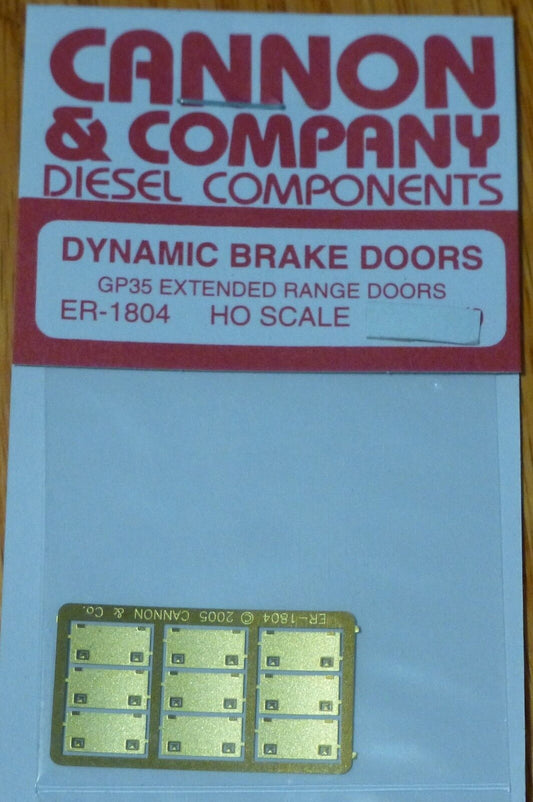 CANNON
& COMPANY
DIESEL COMPONENTS
DYNAMIC BRAKE DOORS
GP35 EXTENDED RANGE DOORS
ER-1804 HO SCALE
ER-1804 © 2005 CANNON & Co.